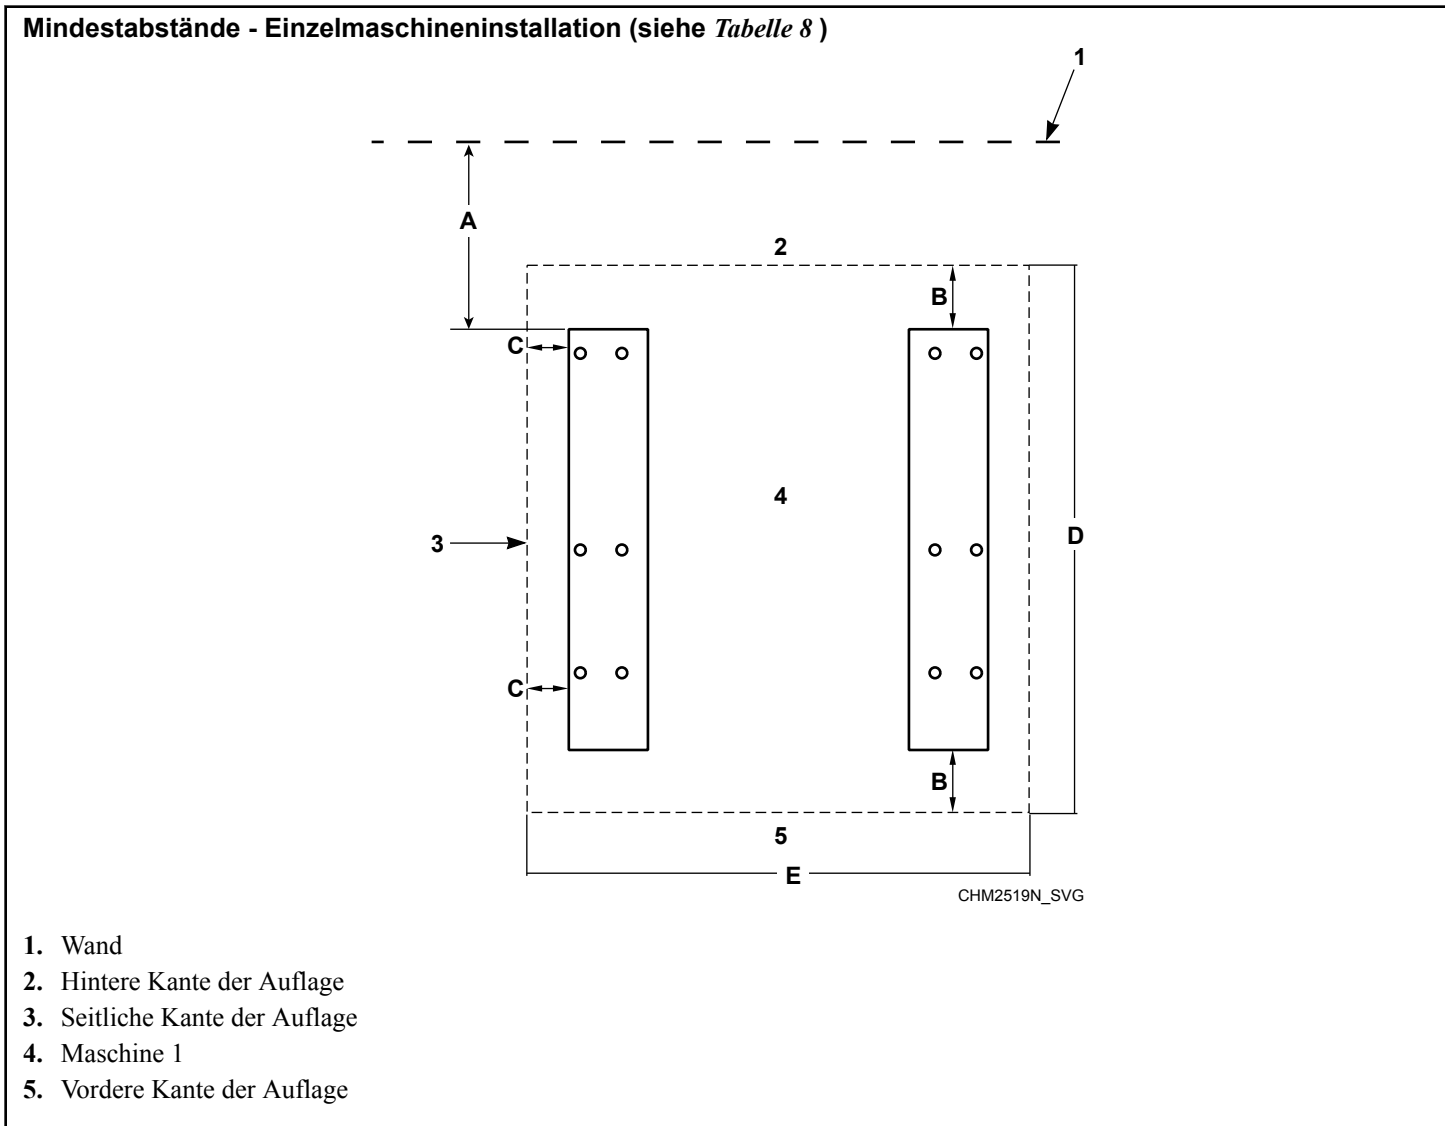 Mindestabstände - Einzelmaschineninstallation (siehe Tabelle 8 )
1
A
2
B
C
4
3
D
C
B
5
E
CHM2519N_SVG
1. Wand
2. Hintere Kante der Auflage
3. Seitliche Kante der Auflage
4. Maschine 1
5. Vordere Kante der Auflage